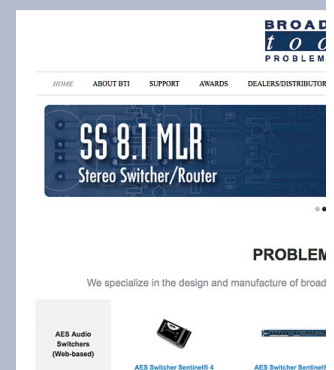 BROAD
too
PROBLEM
HOME ABOUT BTI SUPPORT AWARDS DEALERS/DISTRIBUTOR
SS 8.1 MLR
Stereo Switcher/Router
PROBLEM
We specialize in the design and manufacture of broad
AES Audio
Switchers
(Web-based)
AES Switcher Sentinel® 4 AES Switcher Sentinel®